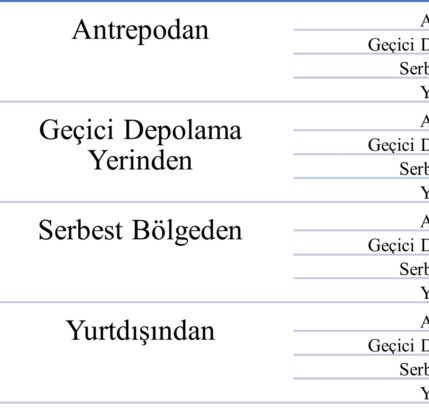 Antrepodan
A
Geçici D
Serb
Y
Geçici Depolama
Yerinden
A
Geçici D
Serb
Y
Serbest Bölgeden
A
Geçici D
Serb
Y
Yurtdışından
A
Geçici D
Serb
Y